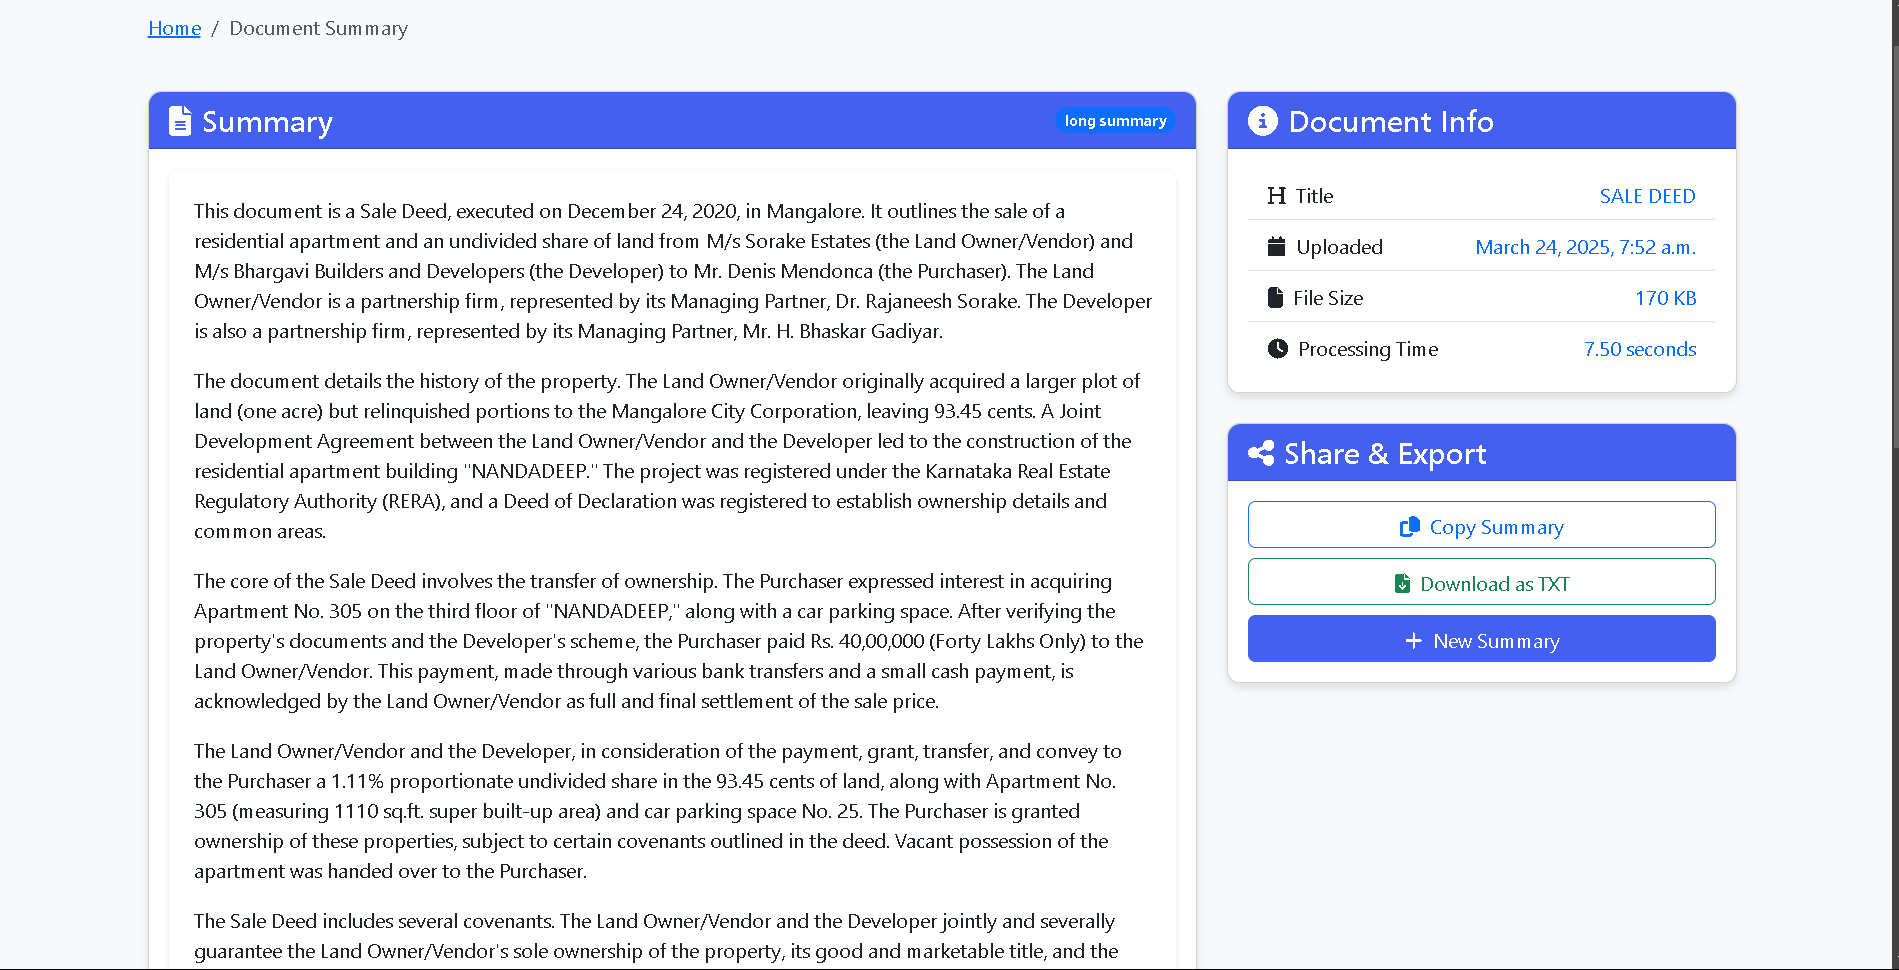 Home / Document Summary
Summary
long summary
This document is a Sale Deed, executed on December 24, 2020, in Mangalore. It outlines the sale of a
residential apartment and an undivided share of land from M/s Sorake Estates (the Land Owner/Vendor) and
M/s Bhargavi Builders and Developers (the Developer) to Mr. Denis Mendonca (the Purchaser). The Land
Owner/Vendor is a partnership firm, represented by its Managing Partner, Dr. Rajaneesh Sorake. The Developer
is also a partnership firm, represented by its Managing Partner, Mr. H. Bhaskar Gadiyar.
The document details the history of the property. The Land Owner/Vendor originally acquired a larger plot of
land (one acre) but relinquished portions to the Mangalore City Corporation, leaving 93.45 cents. A Joint
Development Agreement between the Land Owner/Vendor and the Developer led to the construction of the
residential apartment building "NANDADEEP." The project was registered under the Karnataka Real Estate
Regulatory Authority (RERA), and a Deed of Declaration was registered to establish ownership details and
common areas.
The core of the Sale Deed involves the transfer of ownership. The Purchaser expressed interest in acquiring
Apartment No. 305 on the third floor of "NANDADEEP," along with a car parking space. After verifying the
property's documents and the Developer's scheme, the Purchaser paid Rs. 40,00,000 (Forty Lakhs Only) to the
Land Owner/Vendor. This payment, made through various bank transfers and a small cash payment, is
acknowledged by the Land Owner/Vendor as full and final settlement of the sale price.
The Land Owner/Vendor and the Developer, in consideration of the payment, grant, transfer, and convey to
the Purchaser a 1.11% proportionate undivided share in the 93.45 cents of land, along with Apartment No.
305 (measuring 1110 sq.ft. super built-up area) and car parking space No. 25. The Purchaser is granted
ownership of these properties, subject to certain covenants outlined in the deed. Vacant possession of the
apartment was handed over to the Purchaser.
The Sale Deed includes several covenants. The Land Owner/Vendor and the Developer jointly and severally
guarantee the Land Owner/Vendor's sole ownership of the property, its good and marketable title, and the
Document Info
Title SALE DEED
Uploaded March 24, 2025, 7:52 a.m.
File Size 170 KB
Processing Time 7.50 seconds
Share & Export
Copy Summary
Download as TXT
+ New Summary